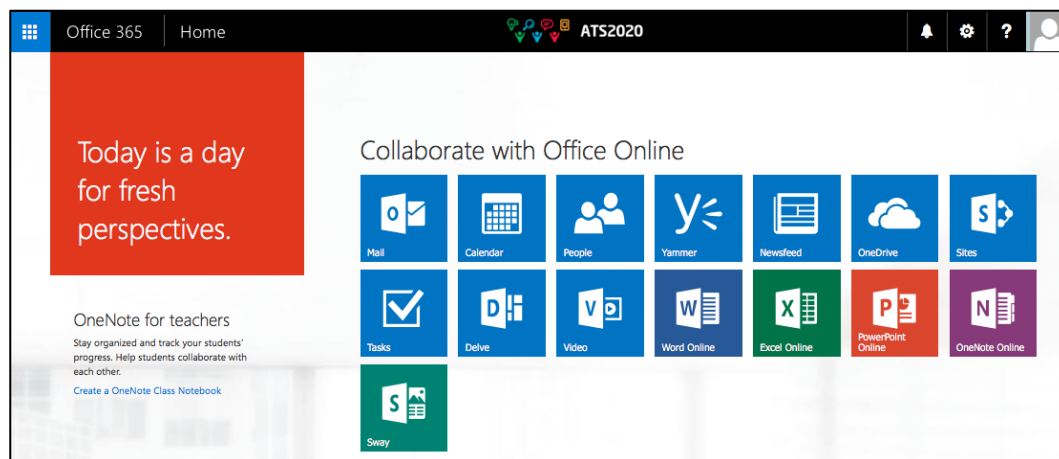 Office 365 Home ATS2020 ?
Today is a day
for fresh
perspectives.
Collaborate with Office Online
Mail Calendar People Yammer Newsfeed OneDrive Sites
Tasks Delve Video Word Online Excel Online PowerPoint Online OneNote Online
Sway
OneNote for teachers
Stay organized and track your students'
progress. Help students collaborate with
each other.
Create a OneNote Class Notebook